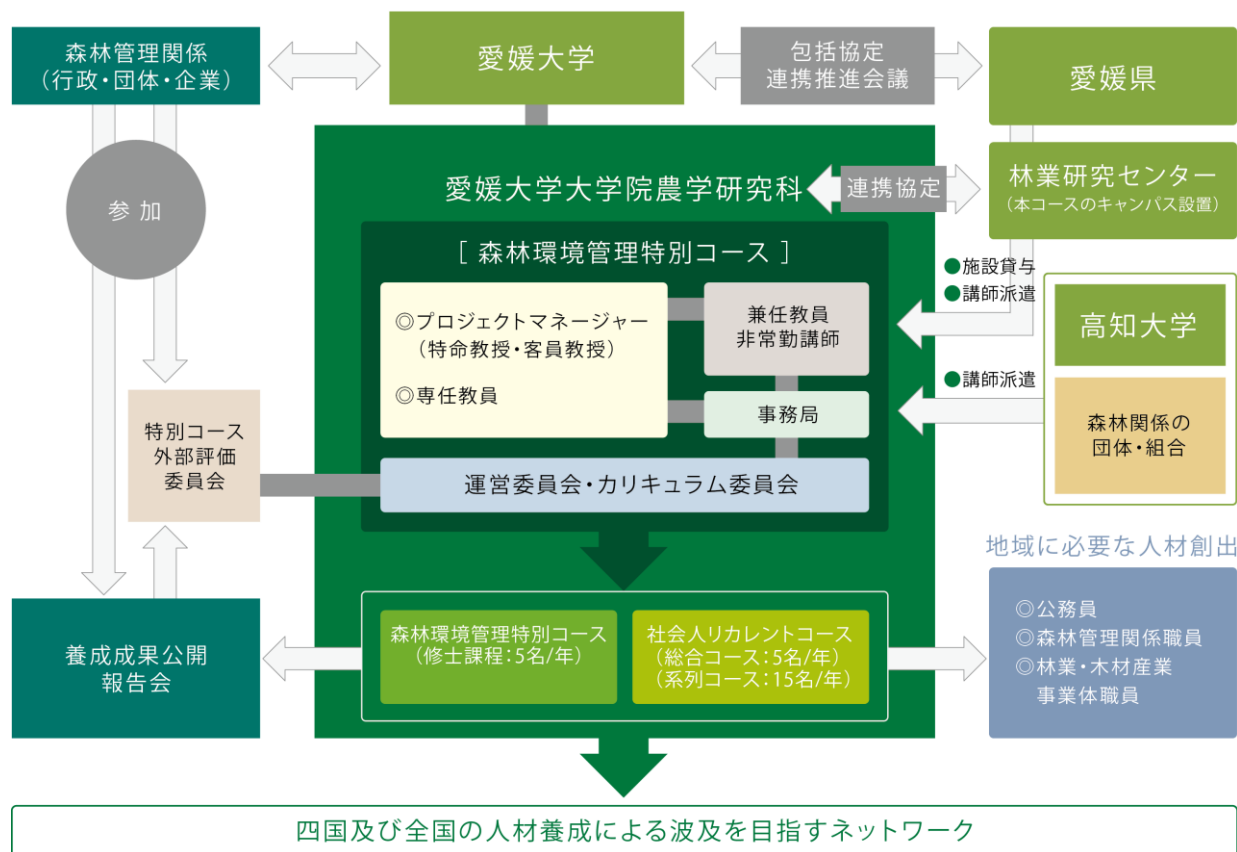 森林管理関係
（行政・団体・企業）
愛媛大学
包括協定
連携推進会議
愛媛県
参加
愛媛大学大学院農学研究科
連携協定
林業研究センター
（本コースのキャンパス設置）
［ 森林環境管理特別コース ］
●施設貸与
●講師派遣
◎プロジェクトマネージャー
（特命教授・客員教授）
◎専任教員
兼任教員
非常勤講師
事務局
運営委員会・カリキュラム委員会
●講師派遣
高知大学
森林関係の
団体・組合
特別コース
外部評価
委員会
養成成果公開
報告会
森林環境管理特別コース
（修士課程：5名/年）
社会人リカレントコース
（総合コース：5名/年）
（系列コース：15名/年）
地域に必要な人材創出
◎公務員
◎森林管理関係職員
◎林業・木材産業
事業体職員
四国及び全国の人材養成による波及を目指すネットワーク